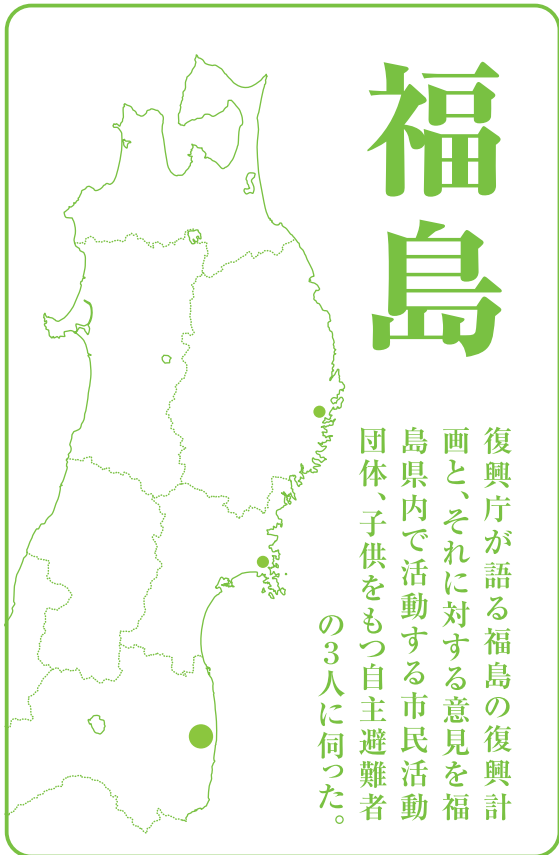 福島
復興庁が語る福島の復興計
画と、それに対する意見を福
島県内で活動する市民活動
団体、子供をもつ自主避難者
の３人に伺った。